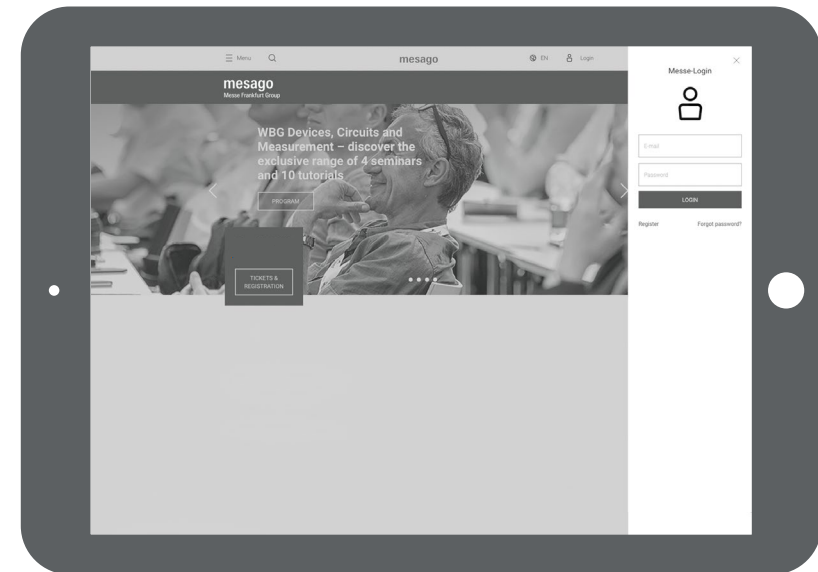 Menu
mesago
EN
Login
mesago
Messe Frankfurt Group
WBG Devices, Circuits and
Measurement – discover the
exclusive range of 4 seminars
and 10 tutorials
PROGRAM
TICKETS &
REGISTRATION
Messe-Login
E-mail
Password
LOGIN
Register
Forgot password?